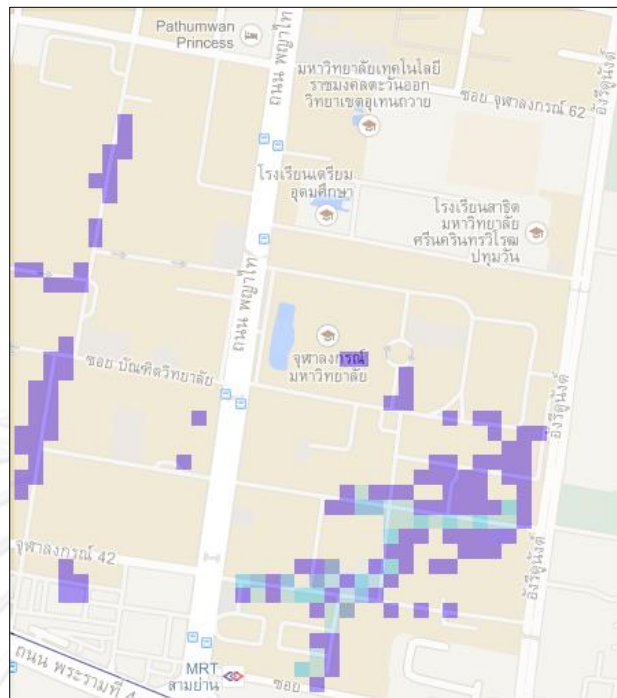 Pathumwan
Princess
ถนน พญาไท
มหาวิทยาลัยเทคโนโลยี
ราชมงคลตะวันออก
วิทยาเขตอุเทนถวาย
ซอย จุฬาลงกรณ์ 62
อังรีดูนังต์
โรงเรียนเตรียม
อุดมศึกษา
โรงเรียนสาธิต
มหาวิทยาลัย
ศรีนครินทรวิโรฒ
ปทุมวัน
ถนน พญาไท
จุฬาลงกรณ์
มหาวิทยาลัย
ซอย บัณฑิตวิทยาลัย
อังรีดูนังต์
จุฬาลงกรณ์ 42
อังรีดูนังต์
ถนน พระรามที่ 4
MRT
สามย่าน
ซอย